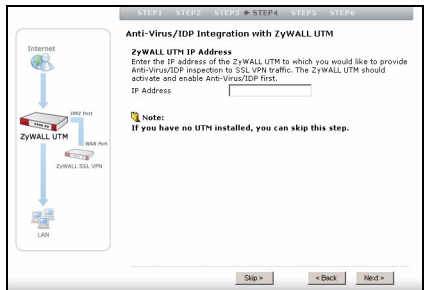 STEP1 STEP2 STEP3 STEP4 STEP5 STEP6
Anti-Virus/IDP Integration with ZyWALL UTM
ZyWALL UTM IP Address
Enter the IP address of the ZyWALL UTM to which you would like to provide
Anti-Virus/IDP inspection to SSL VPN traffic. The ZyWALL UTM should
activate and enable Anti-Virus/IDP first.
IP Address
Note:
If you have no UTM installed, you can skip this step.
Internet
DMZ Port
ZyWALL UTM
WAN Port
ZyWALL SSL VPN
LAN
Skip > < Back Next >